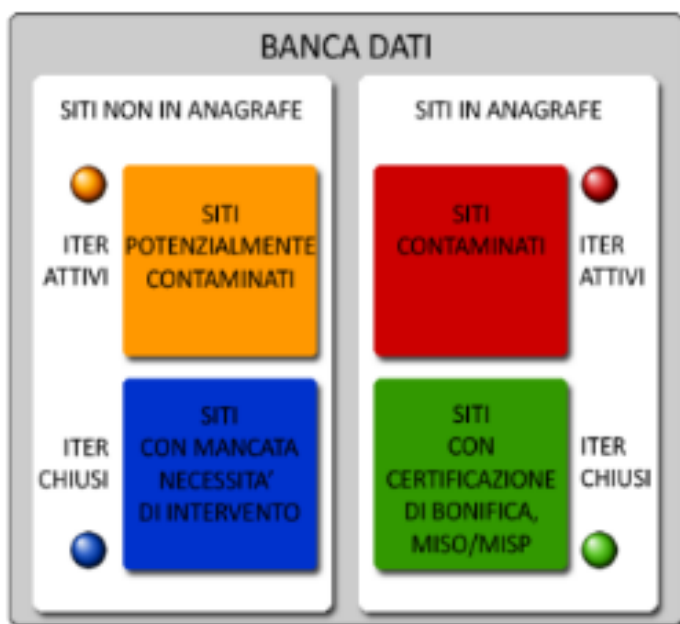 BANCA DATI
SITI NON IN ANAGRAFE
ITER
ATTIVI
SITI
POTENZIALMENTE
CONTAMINATI
ITER
CHIUSI
SITI
CON MANCATA
NECESSITA'
DI INTERVENTO
SITI IN ANAGRAFE
SITI
CONTAMINATI
ITER
ATTIVI
SITI
CON
CERTIFICAZIONE
DI BONIFICA,
MISO/MISP
ITER
CHIUSI